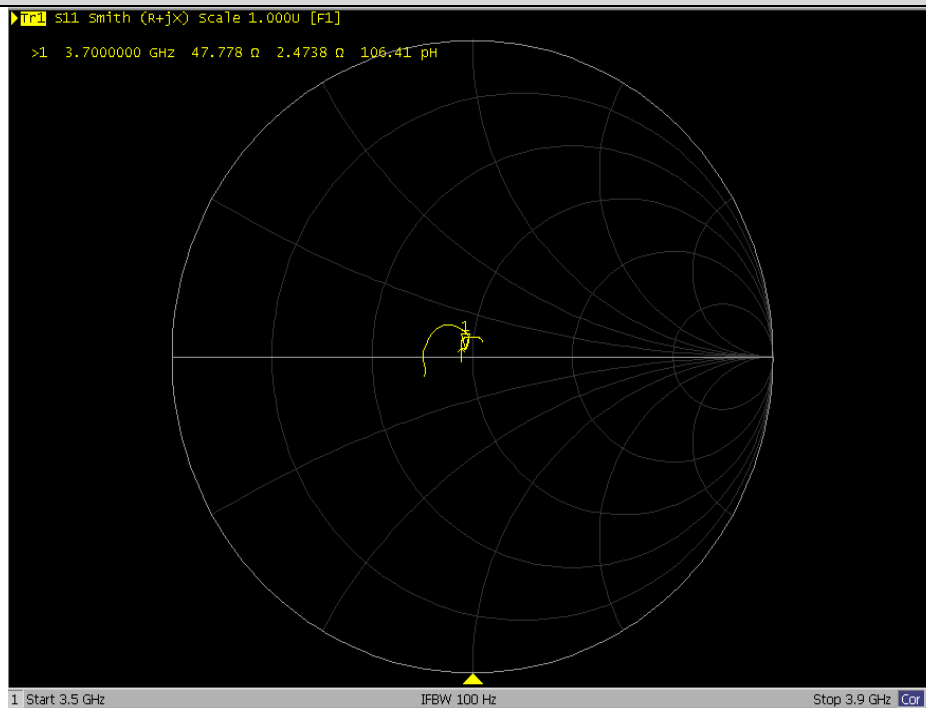 Tr1 S11 Smith (R+jX) Scale 1.000U [F1]
>1 3.7000000 GHz 47.778 Ω 2.4738 Ω 106.41 pH
1
1 Start 3.5 GHz IFBW 100 Hz Stop 3.9 GHz Cor